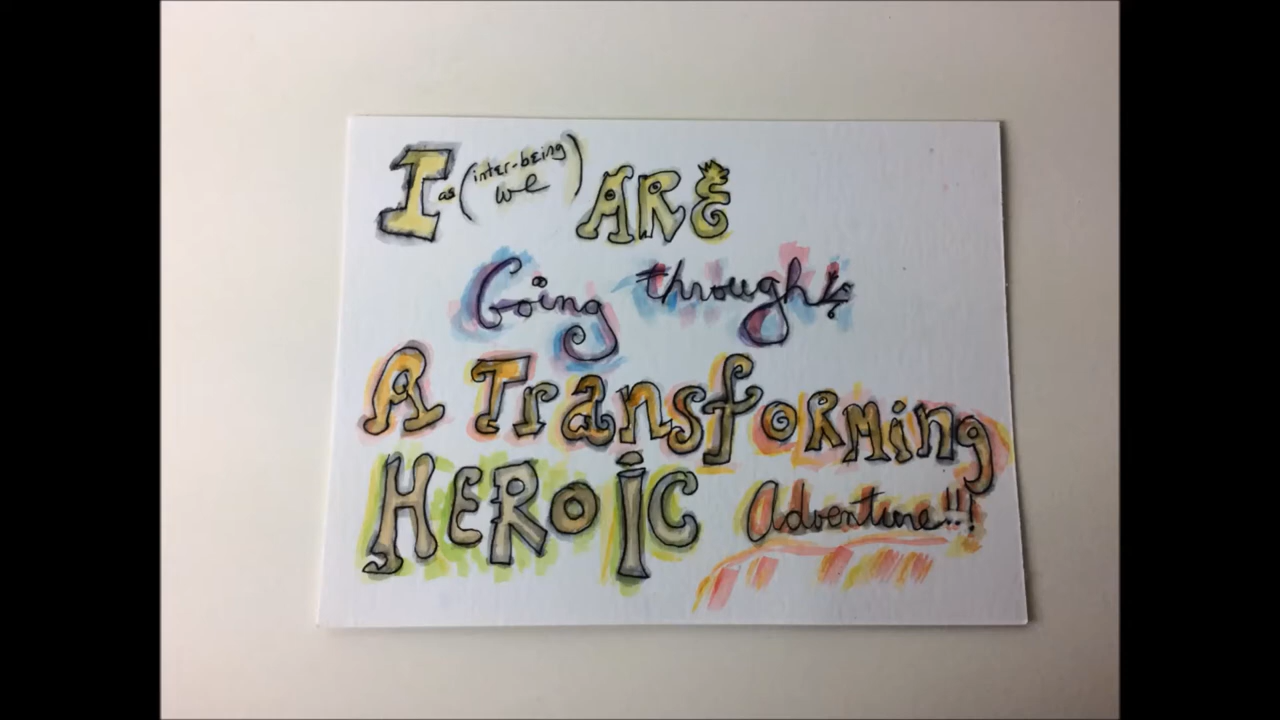 I as (inter-being we) ARE
Going through
A TransfORMing
HEROIC Adventure!!!